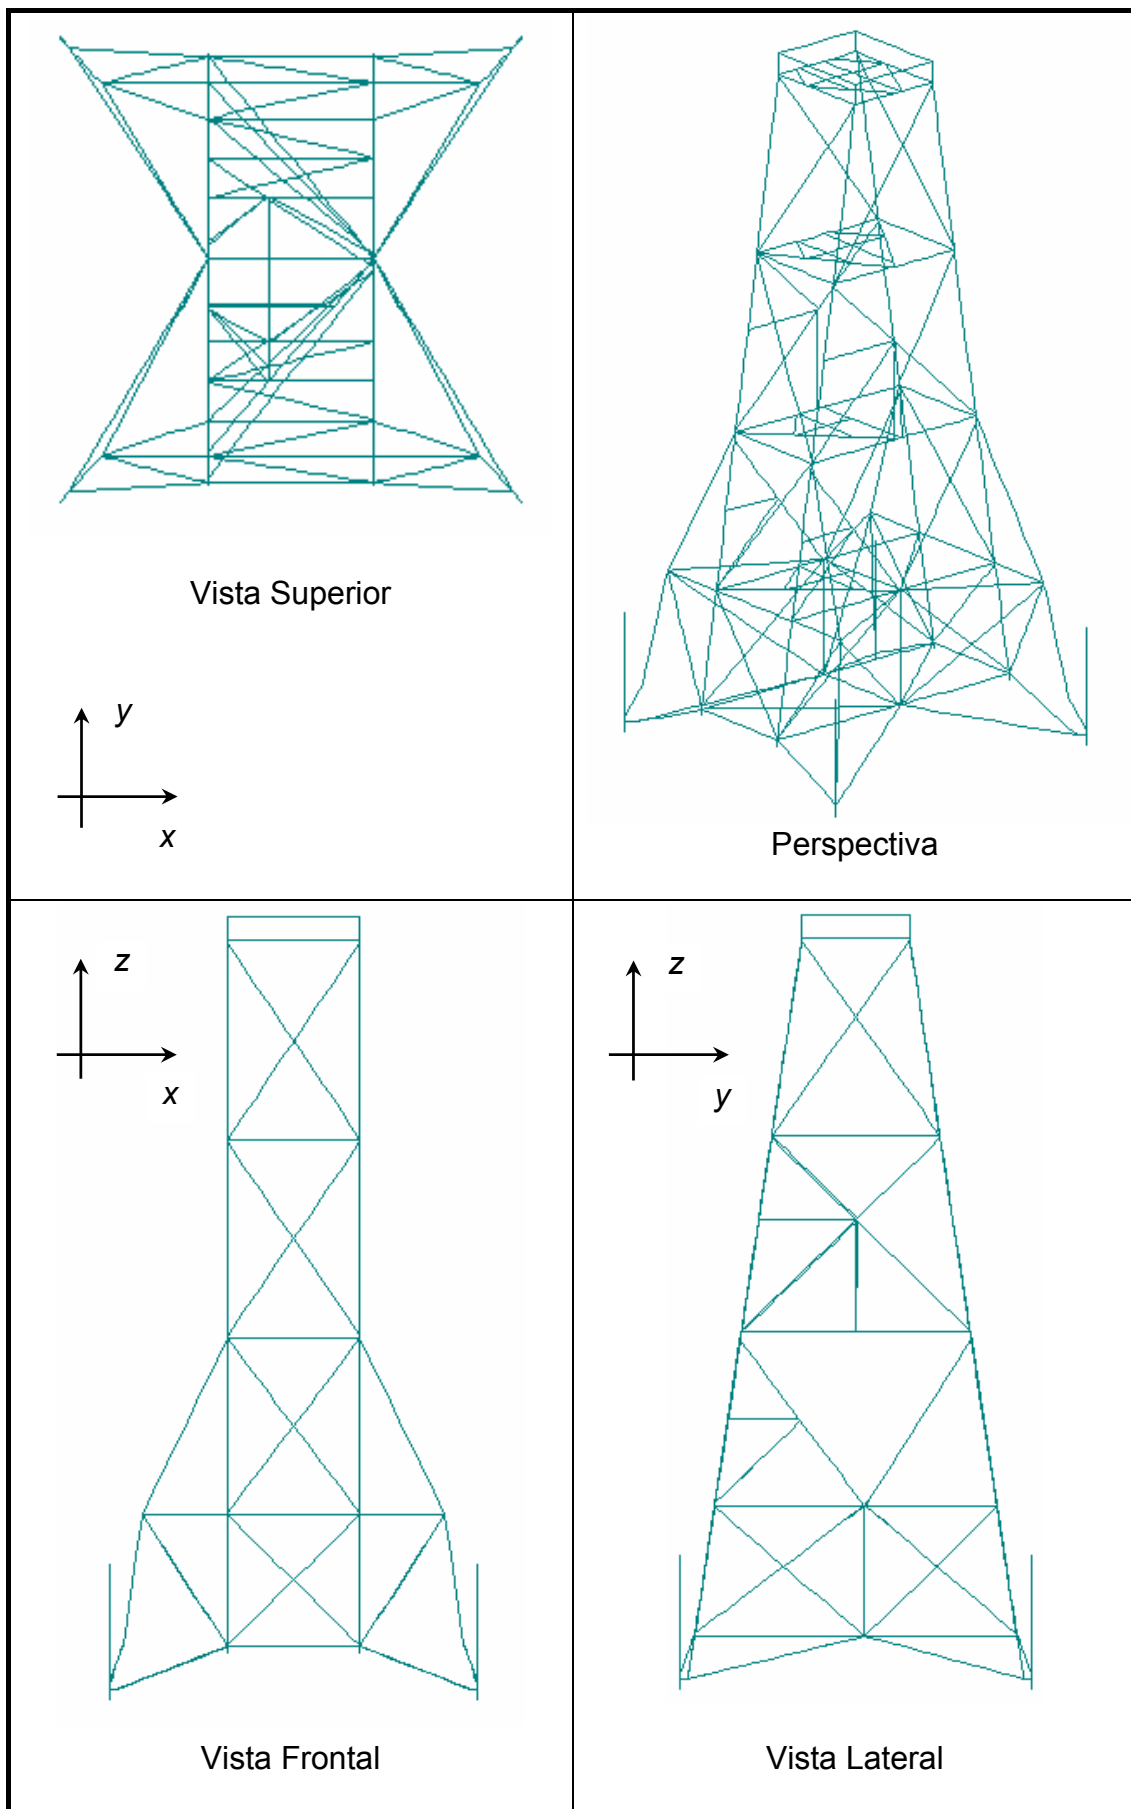 Vista Superior
y
x
Perspectiva
z
x
Vista Frontal
z
y
Vista Lateral